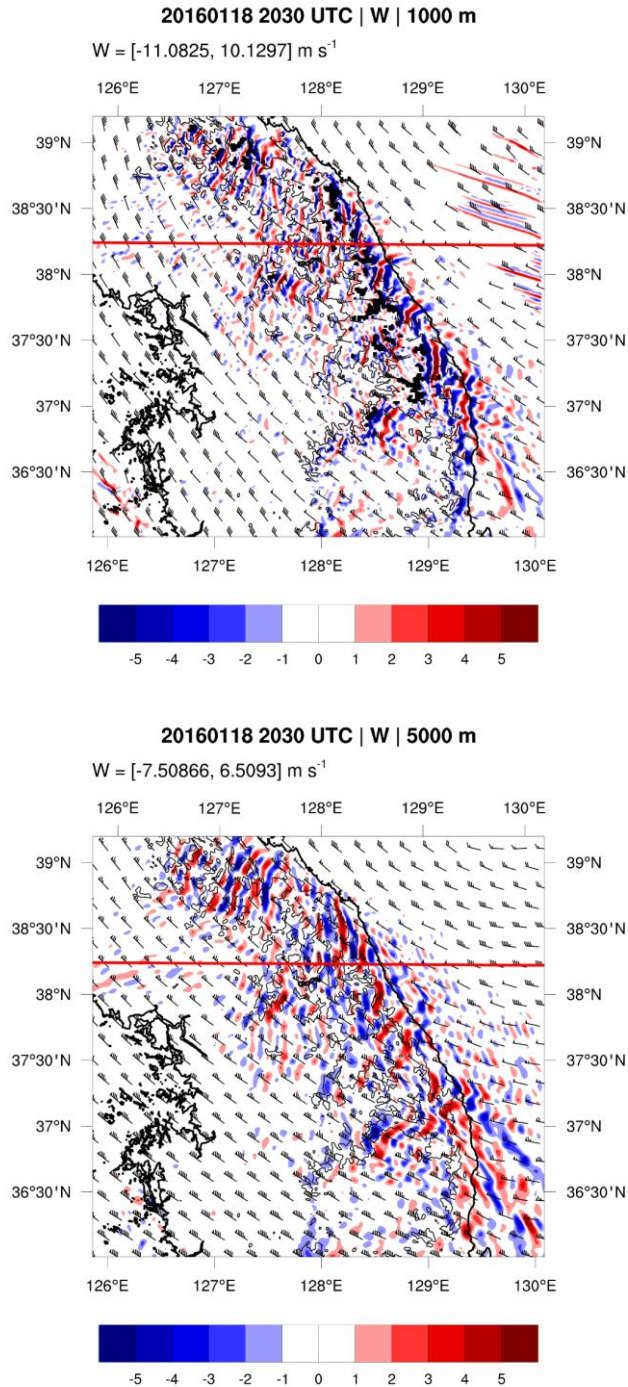 20160118 2030 UTC | W | 1000 m
W = [-11.0825, 10.1297] m s-1
126°E 127°E 128°E 129°E 130°E
39°N 39°N
38°30'N 38°30'N
38°N 38°N
37°30'N 37°30'N
37°N 37°N
36°30'N 36°30'N
126°E 127°E 128°E 129°E 130°E
-5 -4 -3 -2 -1 0 1 2 3 4 5
20160118 2030 UTC | W | 5000 m
W = [-7.50866, 6.5093] m s-1
126°E 127°E 128°E 129°E 130°E
39°N 39°N
38°30'N 38°30'N
38°N 38°N
37°30'N 37°30'N
37°N 37°N
36°30'N 36°30'N
126°E 127°E 128°E 129°E 130°E
-5 -4 -3 -2 -1 0 1 2 3 4 5